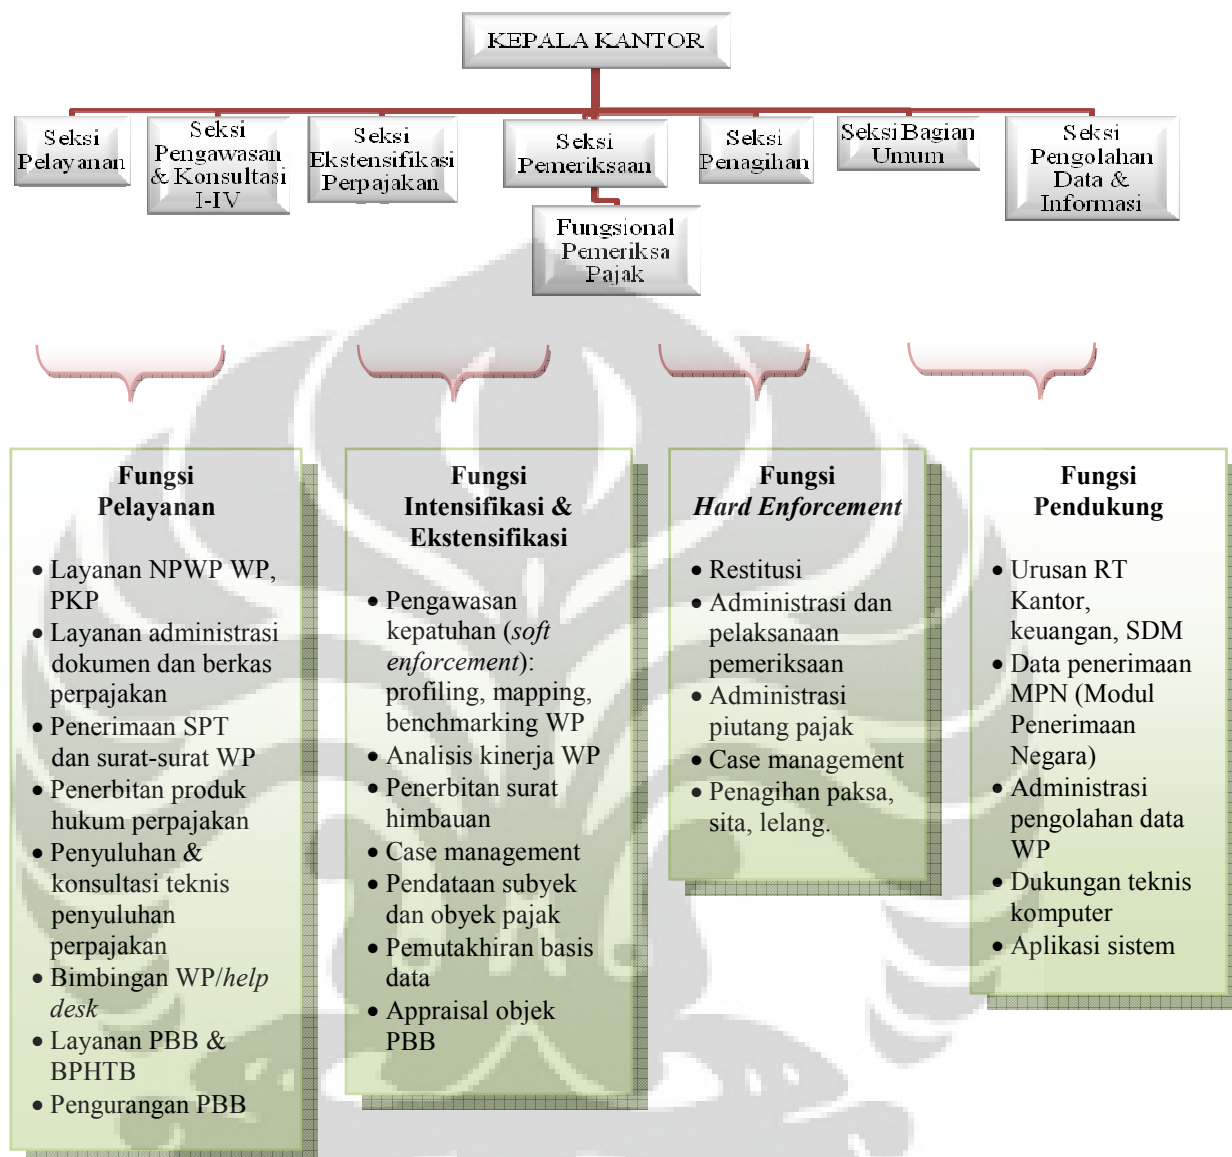 KEPALA KANTOR
Seksi
Pelayanan
Seksi
Pengawasan
& Konsultasi
I-IV
Seksi
Ekstensifikasi
Perpajakan
Seksi
Pemeriksaan
Seksi
Penagihan
Seksi Bagian
Umum
Seksi
Pengolahan
Data &
Informasi
Fungsional
Pemeriksa
Pajak
Fungsi
Pelayanan
• Layanan NPWP WP,
PKP
• Layanan administrasi
dokumen dan berkas
perpajakan
• Penerimaan SPT
dan surat-surat WP
• Penerbitan produk
hukum perpajakan
• Penyuluhan &
konsultasi teknis
penyuluhan
perpajakan
• Bimbingan WP/help
desk
• Layanan PBB &
BPHTB
• Pengurangan PBB
Fungsi
Intensifikasi &
Ekstensifikasi
• Pengawasan
kepatuhan (soft
enforcement):
profiling, mapping,
benchmarking WP
• Analisis kinerja WP
• Penerbitan surat
himbauan
• Case management
• Pendataan subyek
dan obyek pajak
• Pemutakhiran basis
data
• Appraisal objek
PBB
Fungsi
Hard Enforcement
• Restitusi
• Administrasi dan
pelaksanaan
pemeriksaan
• Administrasi
piutang pajak
• Case management
• Penagihan paksa,
sita, lelang.
Fungsi
Pendukung
• Urusan RT
Kantor,
keuangan, SDM
• Data penerimaan
MPN (Modul
Penerimaan
Negara)
• Administrasi
pengolahan data
WP
• Dukungan teknis
komputer
• Aplikasi sistem